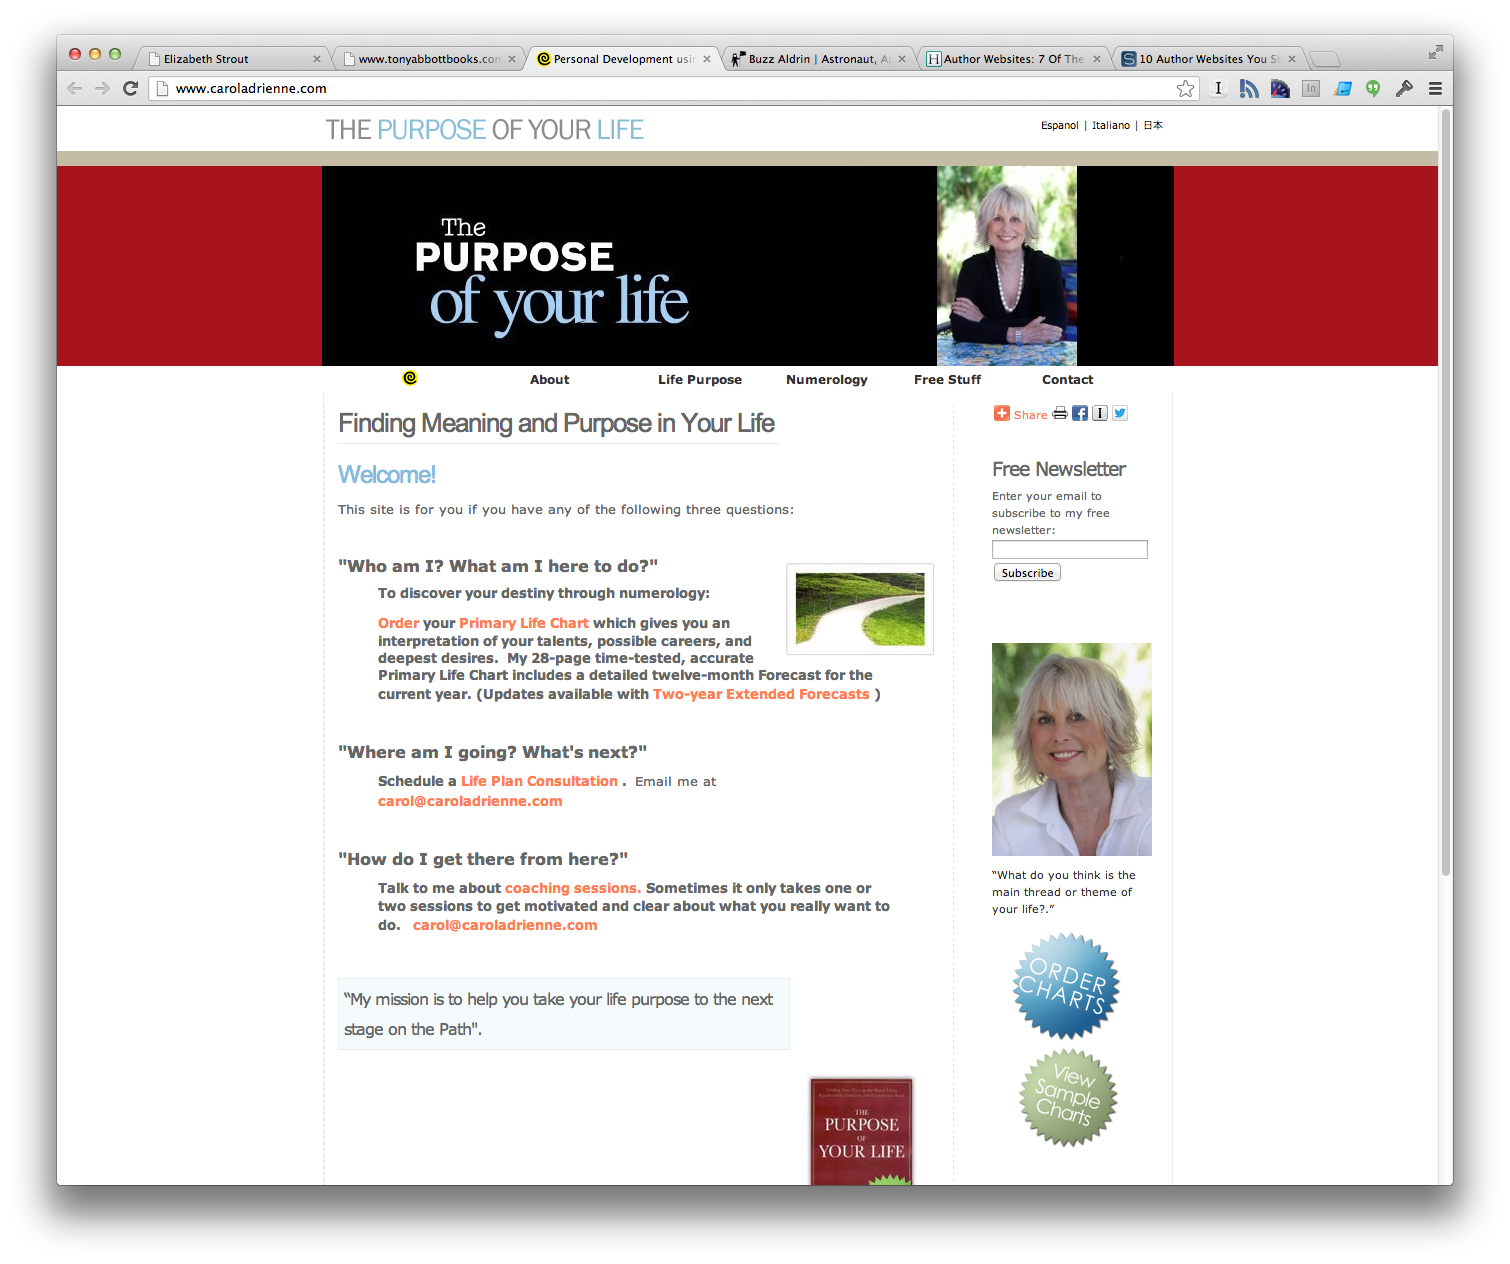 Elizabeth Strout
www.tonyabbottbooks.com
Personal Development usin
Buzz Aldrin | Astronaut, Ap
Author Websites: 7 Of The
10 Author Websites You Sh
www.caroladrienne.com
THE PURPOSE OF YOUR LIFE
Espanol | Italiano | 日本
The
PURPOSE
of your life
About
Life Purpose
Numerology
Free Stuff
Contact
Finding Meaning and Purpose in Your Life
Welcome!
This site is for you if you have any of the following three questions:
"Who am I? What am I here to do?"
To discover your destiny through numerology:
Order your Primary Life Chart which gives you an
interpretation of your talents, possible careers, and
deepest desires. My 28-page time-tested, accurate
Primary Life Chart includes a detailed twelve-month Forecast for the
current year. (Updates available with Two-year Extended Forecasts )
"Where am I going? What's next?"
Schedule a Life Plan Consultation . Email me at
carol@caroladrienne.com
"How do I get there from here?"
Talk to me about coaching sessions. Sometimes it only takes one or
two sessions to get motivated and clear about what you really want to
do. carol@caroladrienne.com
“My mission is to help you take your life purpose to the next
stage on the Path".
THE
PURPOSE
OF
YOUR LIFE
Share
Free Newsletter
Enter your email to
subscribe to my free
newsletter:
Subscribe
“What do you think is the
main thread or theme of
your life?.”
ORDER
CHARTS
View
Sample
Charts